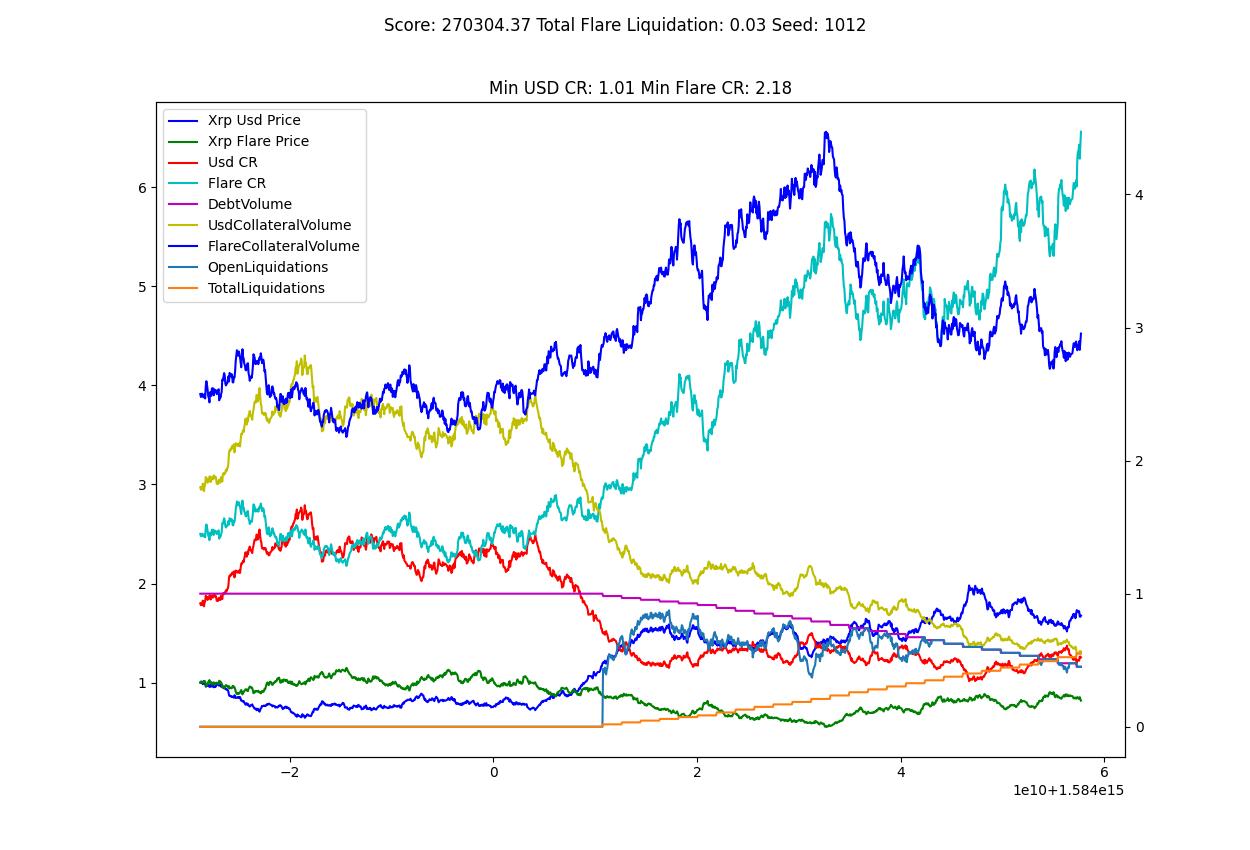 Score: 270304.37 Total Flare Liquidation: 0.03 Seed: 1012
Min USD CR: 1.01 Min Flare CR: 2.18
Xrp Usd Price
Xrp Flare Price
Usd CR
Flare CR
DebtVolume
UsdCollateralVolume
FlareCollateralVolume
OpenLiquidations
TotalLiquidations
6
5
4
3
2
1
4
3
2
1
0
−2
0
2
4
6
1e10+1.584e15